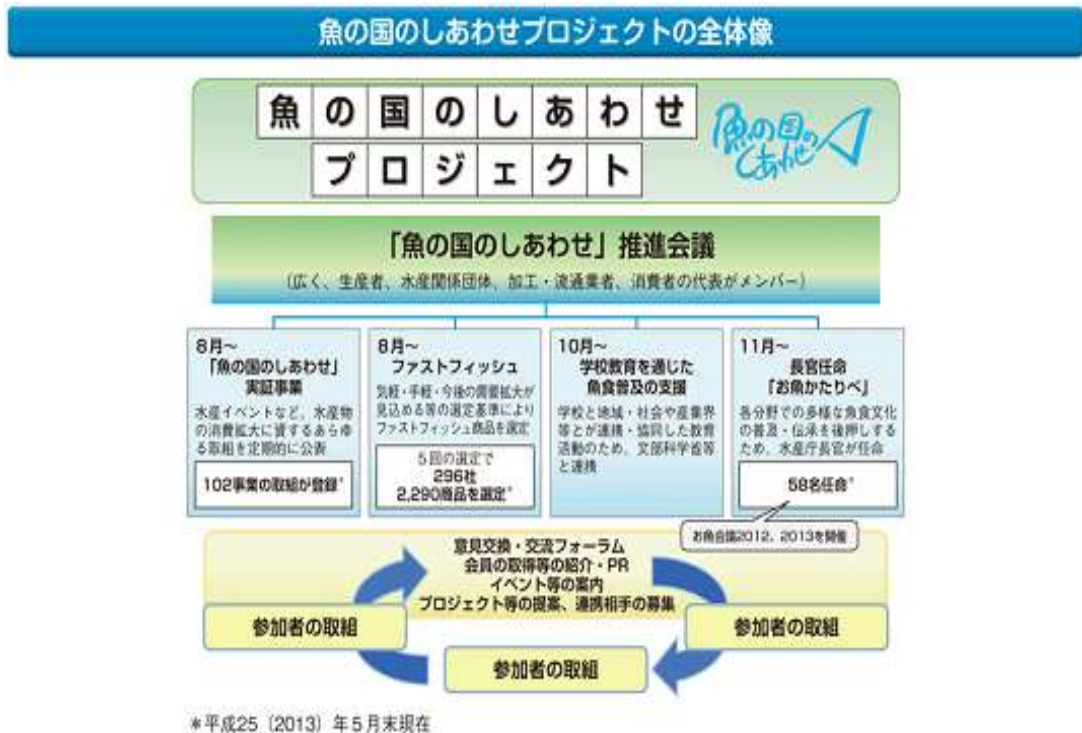 魚の国のしあわせプロジェクトの全体像
魚の国のしあわせ
プロジェクト
魚の国の
しあわせ
「魚の国のしあわせ」推進会議
(広く、生産者、水産関係団体、加工・流通業者、消費者の代表がメンバー)
8月～
「魚の国のしあわせ」
実証事業
水産イベントなど、水産物
の消費拡大に資するあらゆ
る取組を定期的に公表
102事業の取組が登録*
8月～
ファストフィッシュ
気軽・手軽・今後の需要拡大が
見込める等の選定基準により
ファストフィッシュ商品を選定
5回の選定で
296社
2,290商品を選定*
10月～
学校教育を通じた
魚食普及の支援
学校と地域・社会や産業界
等とが連携・協同した教育
活動のため、文部科学省等
と連携
11月～
長官任命
「お魚かたりべ」
各分野での多様な魚食文化
の普及・伝承を後押しする
ため、水産庁長官が任命
58名任命*
お魚会議2012、2013を開催
意見交換・交流フォーラム
会員の取得等の紹介・PR
イベント等の案内
プロジェクト等の提案、連携相手の募集
参加者の取組
参加者の取組
参加者の取組
*平成25(2013)年5月末現在